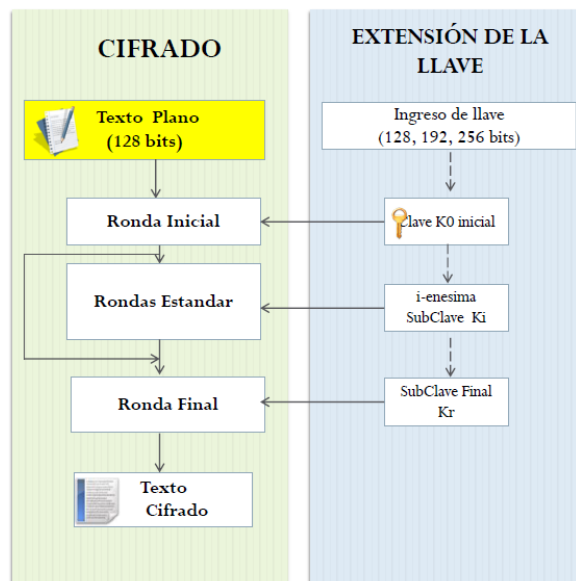 CIFRADO
Texto Plano
(128 bits)
Ronda Inicial
Rondas Estandar
Ronda Final
Texto
Cifrado
EXTENSIÓN DE LA
LLAVE
Ingreso de llave
(128, 192, 256 bits)
Clave K0 inicial
i-enesima
SubClave Ki
SubClave Final
Kr